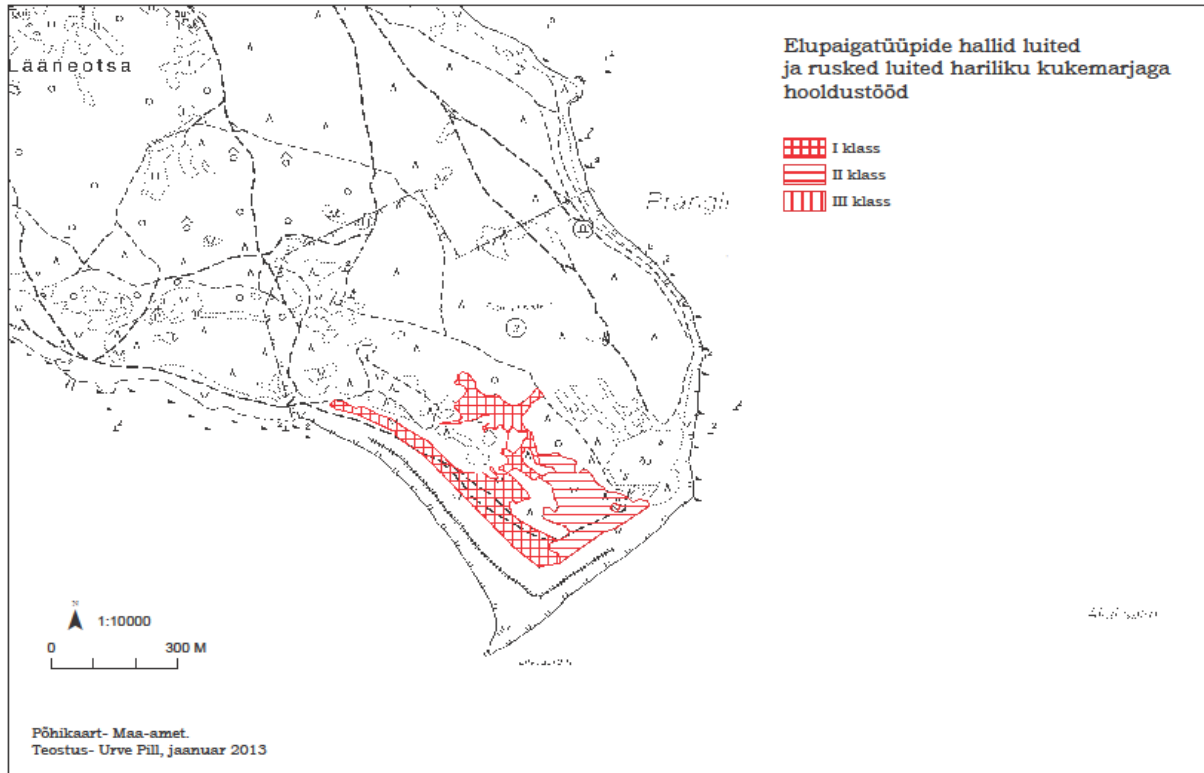 Lääneotsa
Elupaigatüüpide hallid luited
ja rusked luited hariliku kukemarjaga
hooldustööd
I klass
II klass
III klass
Prangli
1:10000
0 300 M
Põhikaart- Maa-amet.
Teostus- Urve Pill, jaanuar 2013